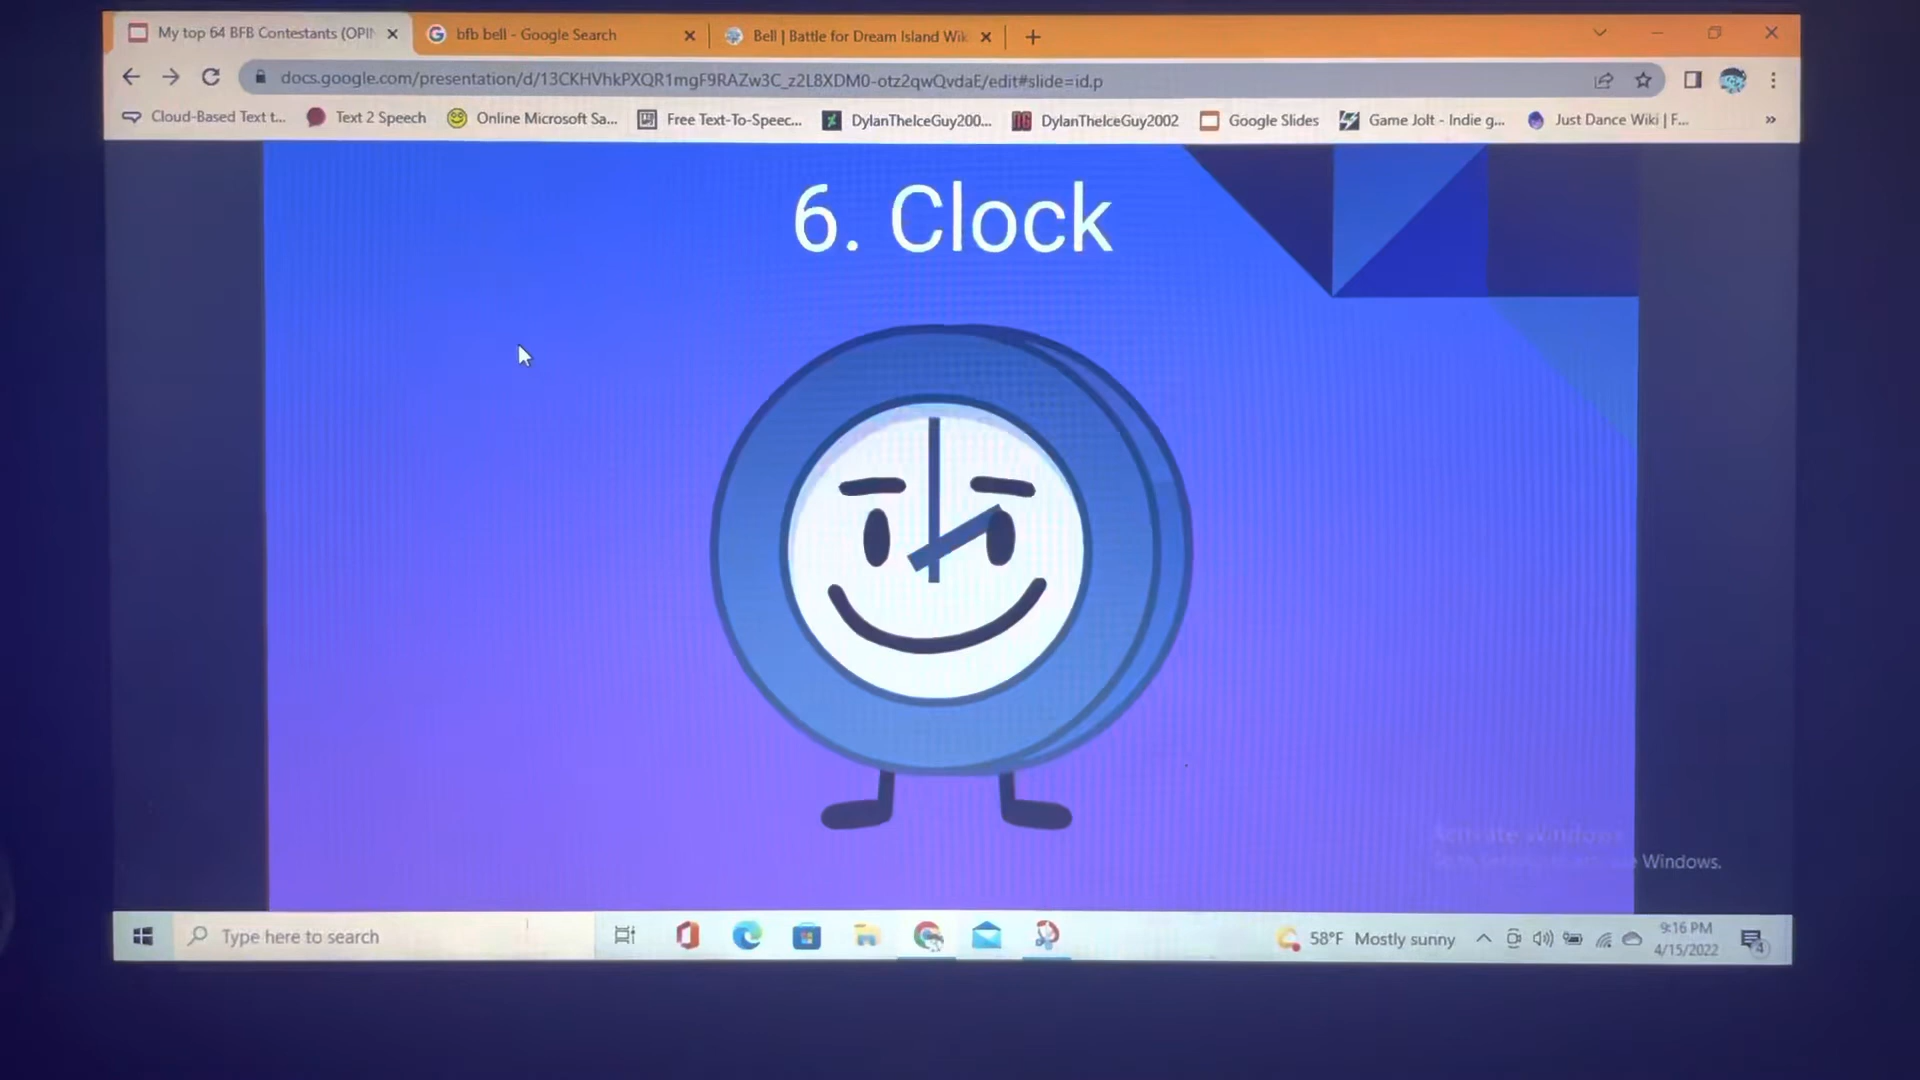 My top 64 BFB Contestants (OPI
bfb bell - Google Search
Bell | Battle for Dream Island Wik
docs.google.com/presentation/d/13CKHVhkPXQR1mgF9RAZw3C_z2L8XDM0-otz2qwQvdaE/edit#slide=id.p
Cloud-Based Text t...
Text 2 Speech
Online Microsoft Sa...
Free Text-To-Speec...
DylanTheIceGuy200...
DylanTheIceGuy2002
Google Slides
Game Jolt - Indie g...
Just Dance Wiki | F...
6. Clock
Activate Windows
Windows.
Type here to search
58°F Mostly sunny
9:16 PM
4/15/2022
4